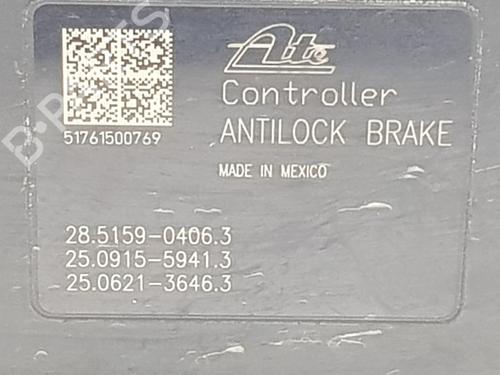 Ate
51761500769
Controller
ANTILOCK BRAKE
MADE IN MEXICO
28.5159-0406.3
25.0915-5941.3
25.0621-3646.3